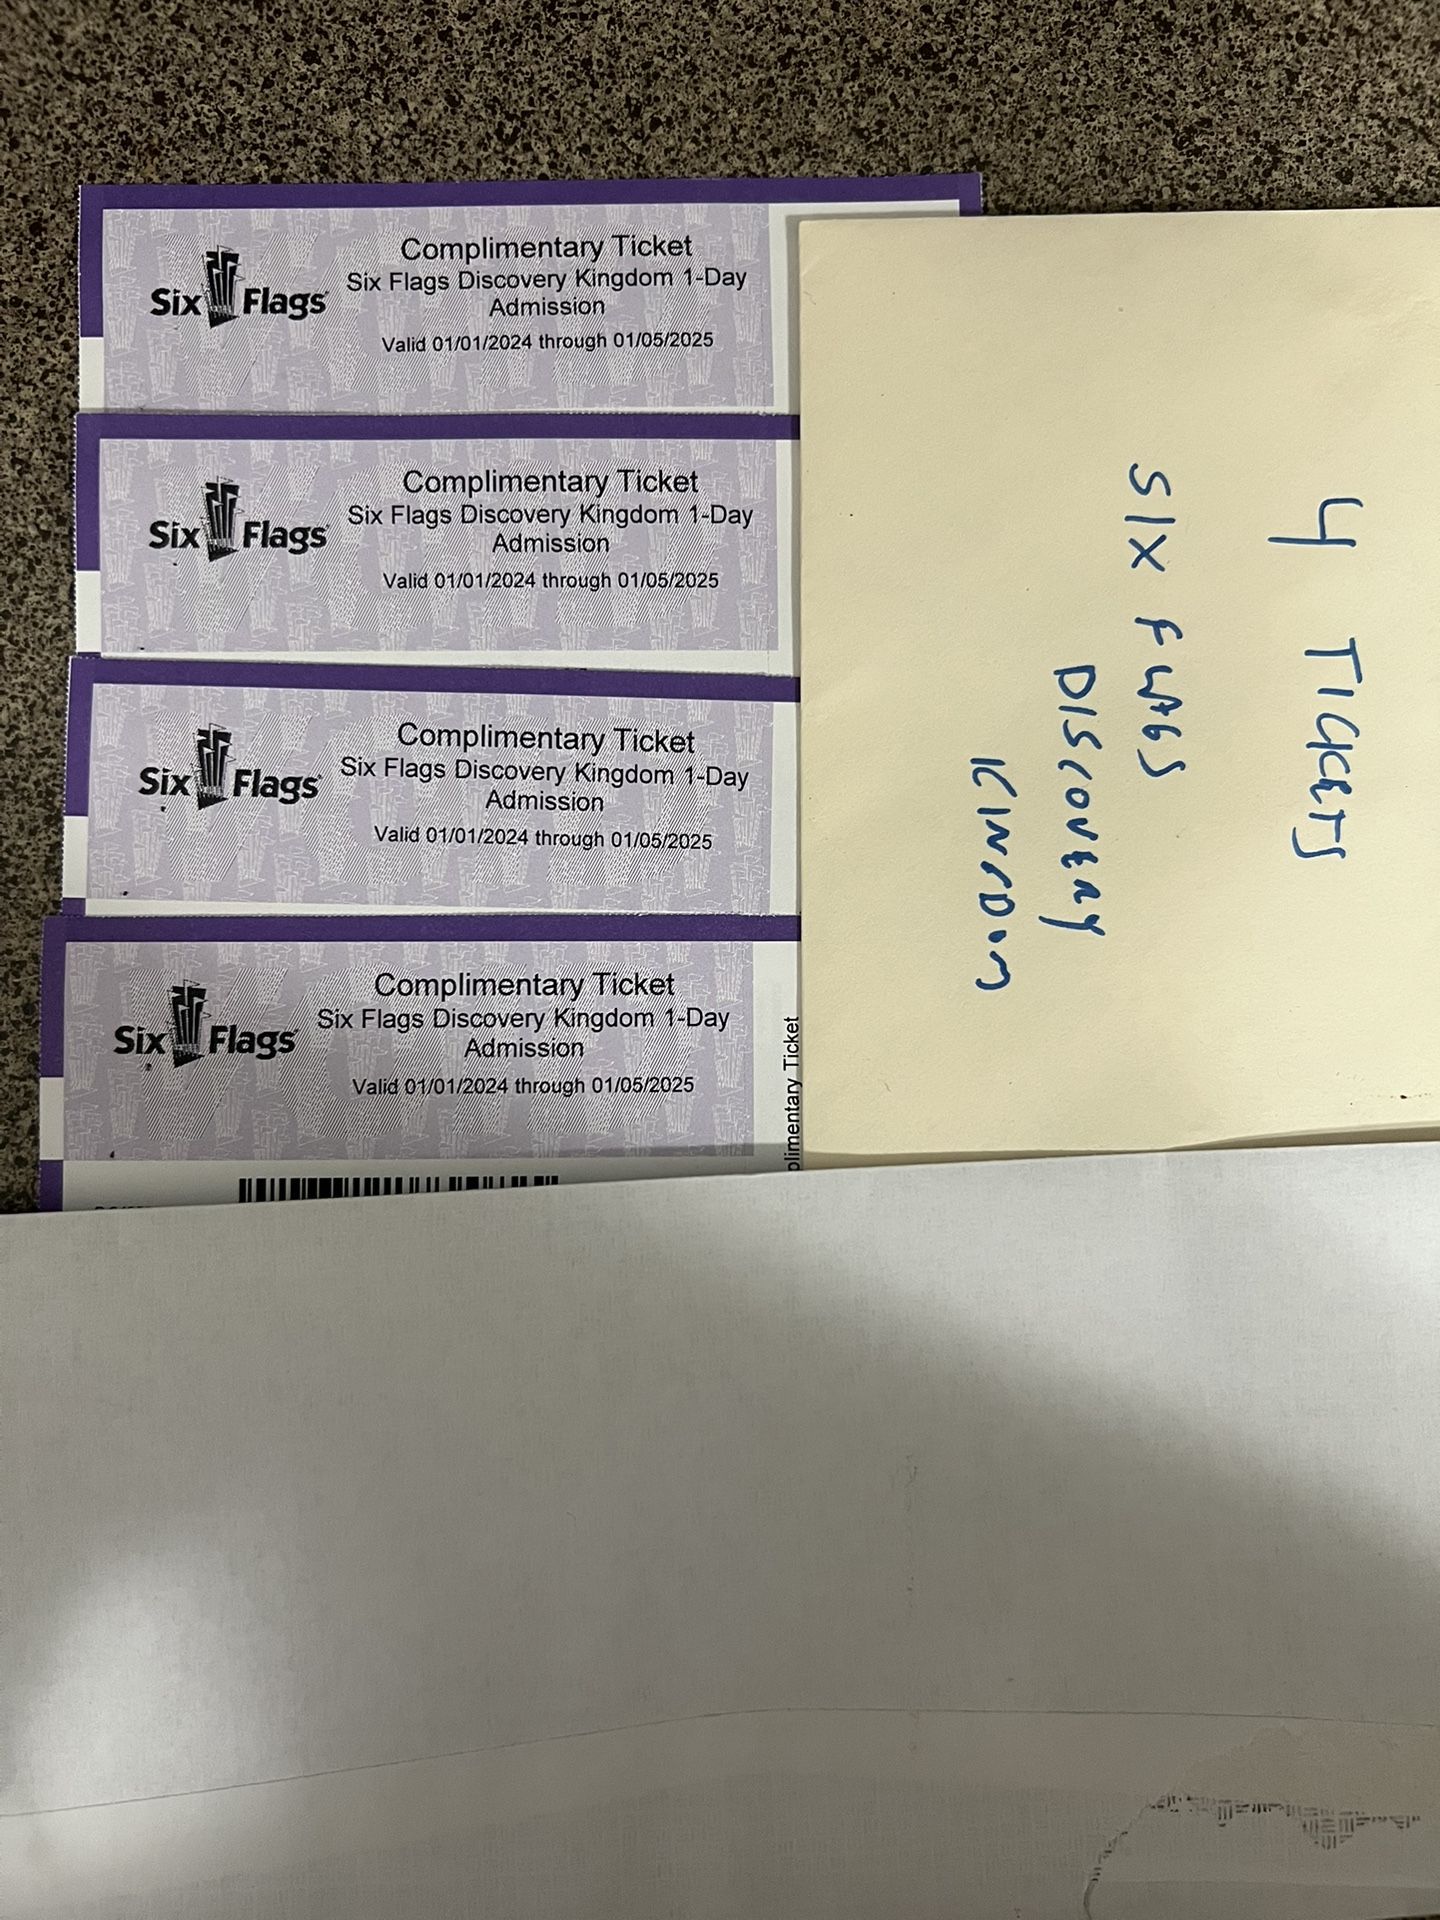 Six Flags
Complimentary Ticket
Six Flags Discovery Kingdom 1-Day
Admission
Valid 01/01/2024 through 01/05/2025
Six Flags
Complimentary Ticket
Six Flags Discovery Kingdom 1-Day
Admission
Valid 01/01/2024 through 01/05/2025
Six Flags
Complimentary Ticket
Six Flags Discovery Kingdom 1-Day
Admission
Valid 01/01/2024 through 01/05/2025
Six Flags
Complimentary Ticket
Six Flags Discovery Kingdom 1-Day
Admission
Valid 01/01/2024 through 01/05/2025
plimentary Ticket
4 TICKETS
SIX FLAGS
DISCOVERY
KINGDOM